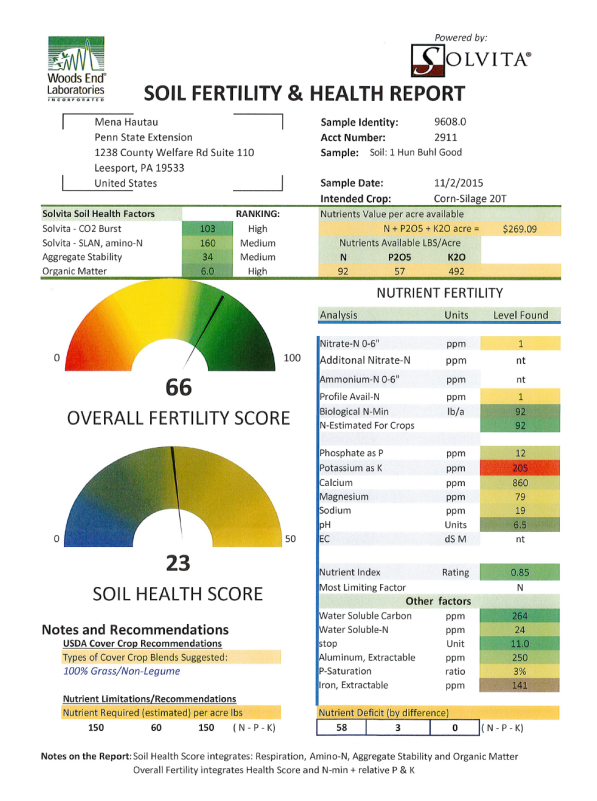 Powered by:
SOLVITA®
Woods End®
Laboratories
INCORPORATED
SOIL FERTILITY & HEALTH REPORT
Mena Hautau
Penn State Extension
1238 County Welfare Rd Suite 110
Leesport, PA 19533
United States
Sample Identity: 9608.0
Acct Number: 2911
Sample: Soil: 1 Hun Buhl Good
Sample Date: 11/2/2015
Intended Crop: Corn-Silage 20T
Solvita Soil Health Factors RANKING:
Solvita - CO2 Burst 103 High
Solvita - SLAN, amino-N 160 Medium
Aggregate Stability 34 Medium
Organic Matter 6.0 High
Nutrients Value per acre available
N + P2O5 + K2O acre = $269.09
Nutrients Available LBS/Acre
N P2O5 K2O
92 57 492
0 100
66
OVERALL FERTILITY SCORE
0 50
23
SOIL HEALTH SCORE
NUTRIENT FERTILITY
Analysis Units Level Found
Nitrate-N 0-6" ppm 1
Additonal Nitrate-N ppm nt
Ammonium-N 0-6" ppm nt
Profile Avail-N ppm 1
Biological N-Min lb/a 92
N-Estimated For Crops 92
Phosphate as P ppm 12
Potassium as K ppm 205
Calcium ppm 860
Magnesium ppm 79
Sodium ppm 19
pH Units 6.5
EC dS M nt
Nutrient Index Rating 0.85
Most Limiting Factor N
Other factors
Water Soluble Carbon ppm 264
Water Soluble-N ppm 24
stop Unit 11.0
Aluminum, Extractable ppm 250
P-Saturation ratio 3%
Iron, Extractable ppm 141
Notes and Recommendations
USDA Cover Crop Recommendations
Types of Cover Crop Blends Suggested:
100% Grass/Non-Legume
Nutrient Limitations/Recommendations
Nutrient Required (estimated) per acre lbs
150 60 150 ( N - P - K)
Nutrient Deficit (by difference)
58 3 0 ( N - P - K)
Notes on the Report: Soil Health Score integrates: Respiration, Amino-N, Aggregate Stability and Organic Matter
Overall Fertility integrates Health Score and N-min + relative P & K